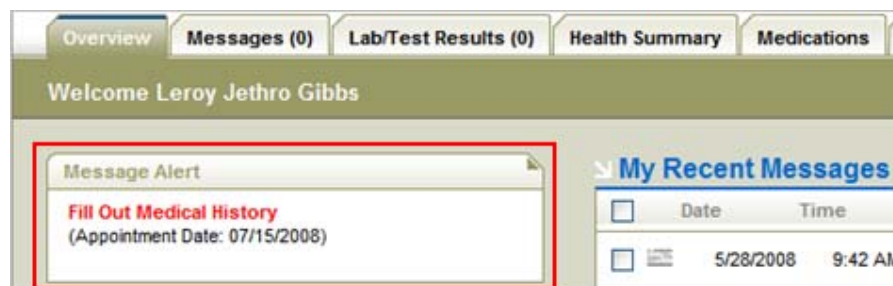 Overview Messages (0) Lab/Test Results (0) Health Summary Medications
Welcome Leroy Jethro Gibbs
Message Alert
Fill Out Medical History
(Appointment Date: 07/15/2008)
My Recent Messages
Date Time
5/28/2008 9:42 AM